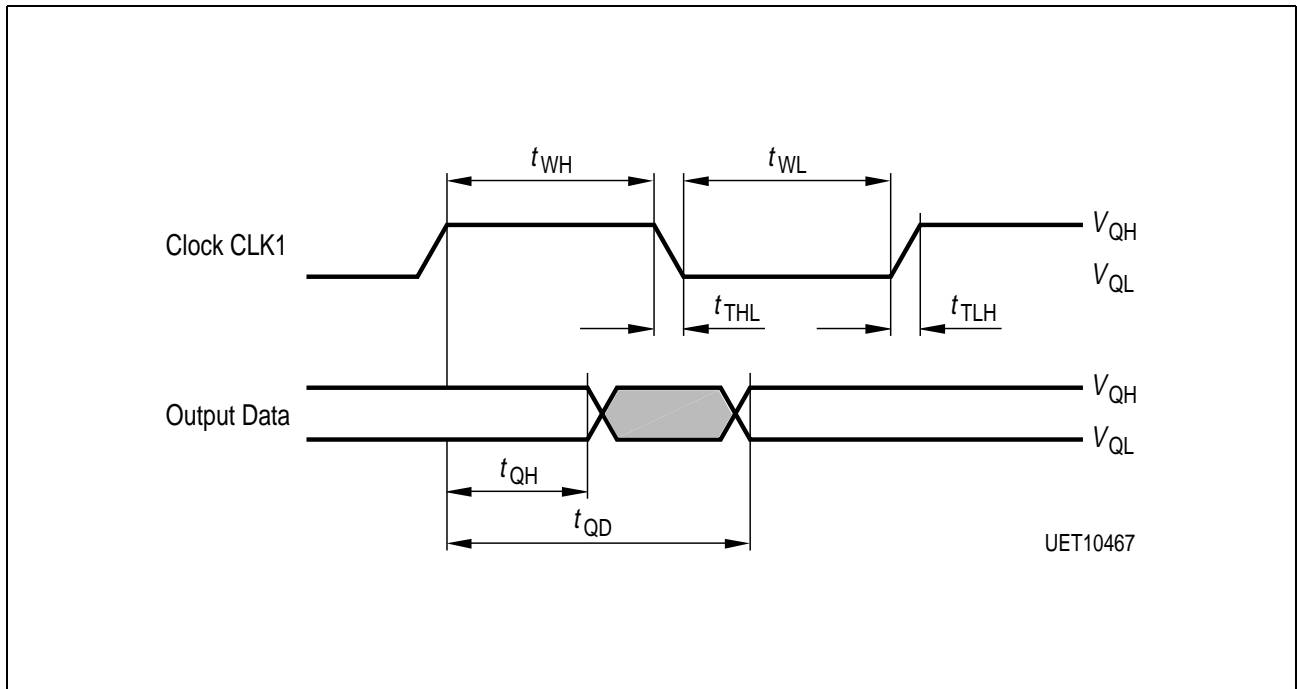 tWH
tWL
Clock CLK1
VQH
VQL
tTHL
tTLH
Output Data
VQH
VQL
tQH
tQD
UET10467